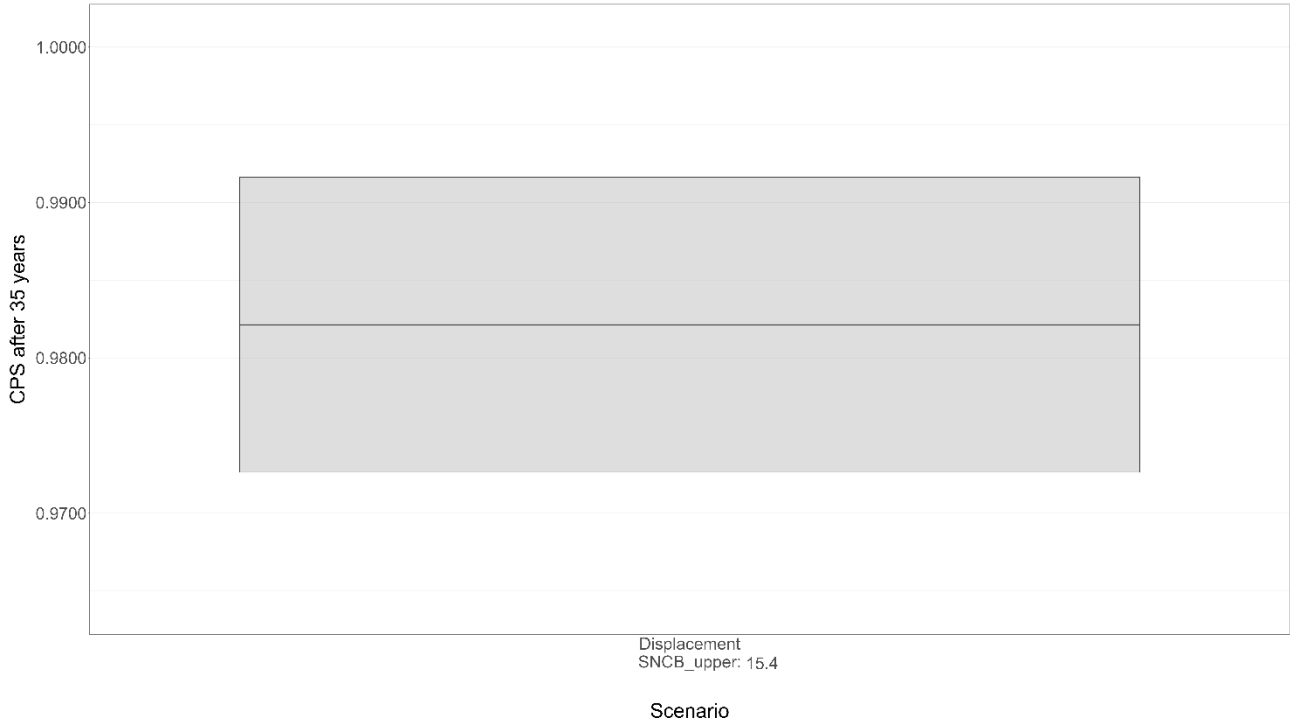 CPS after 35 years
1.0000
0.9900
0.9800
0.9700
Displacement
SNCB_upper: 15.4
Scenario